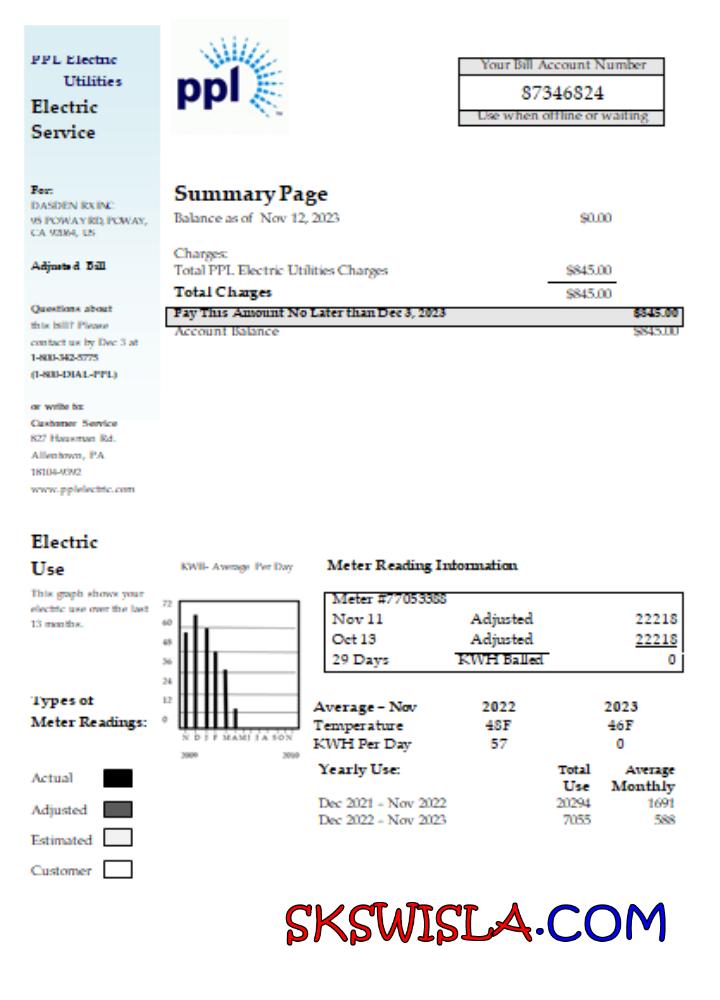 PPL Electric
Utilities
Electric
Service
ppl
Your Bill Account Number
87346824
Use when offline or waiting
For:
DASDEN RX INC
95 POWAY RD, POWAY,
CA 92064, US
Adjusted Bill
Questions about
this bill? Please
contact us by Dec 3 at
1-800-342-5775
(1-800-DIAL-PPL)
or write to:
Customer Service
827 Hausman Rd.
Allentown, PA
18104-9392
www.pplelectric.com
Summary Page
Balance as of Nov 12, 2023 $0.00
Charges:
Total PPL Electric Utilities Charges $845.00
Total Charges $845.00
Pay This Amount No Later than Dec 3, 2023 $845.00
Account Balance $845.00
Electric
Use
This graph shows your
electric use over the last
13 months.
Types of
Meter Readings:
Actual
Adjusted
Estimated
Customer
KWH- Average Per Day
72
60
48
36
24
12
0
N D J F M A M J J A S O N
2009 2010
Meter Reading Information
Meter #77053388
Nov 11 Adjusted 22218
Oct 13 Adjusted 22218
29 Days KWH Balled 0
Average – Nov 2022 2023
Temperature 48F 46F
KWH Per Day 57 0
Yearly Use: Total Average
Use Monthly
Dec 2021 – Nov 2022 20294 1691
Dec 2022 – Nov 2023 7055 588
SKSWISLA.COM